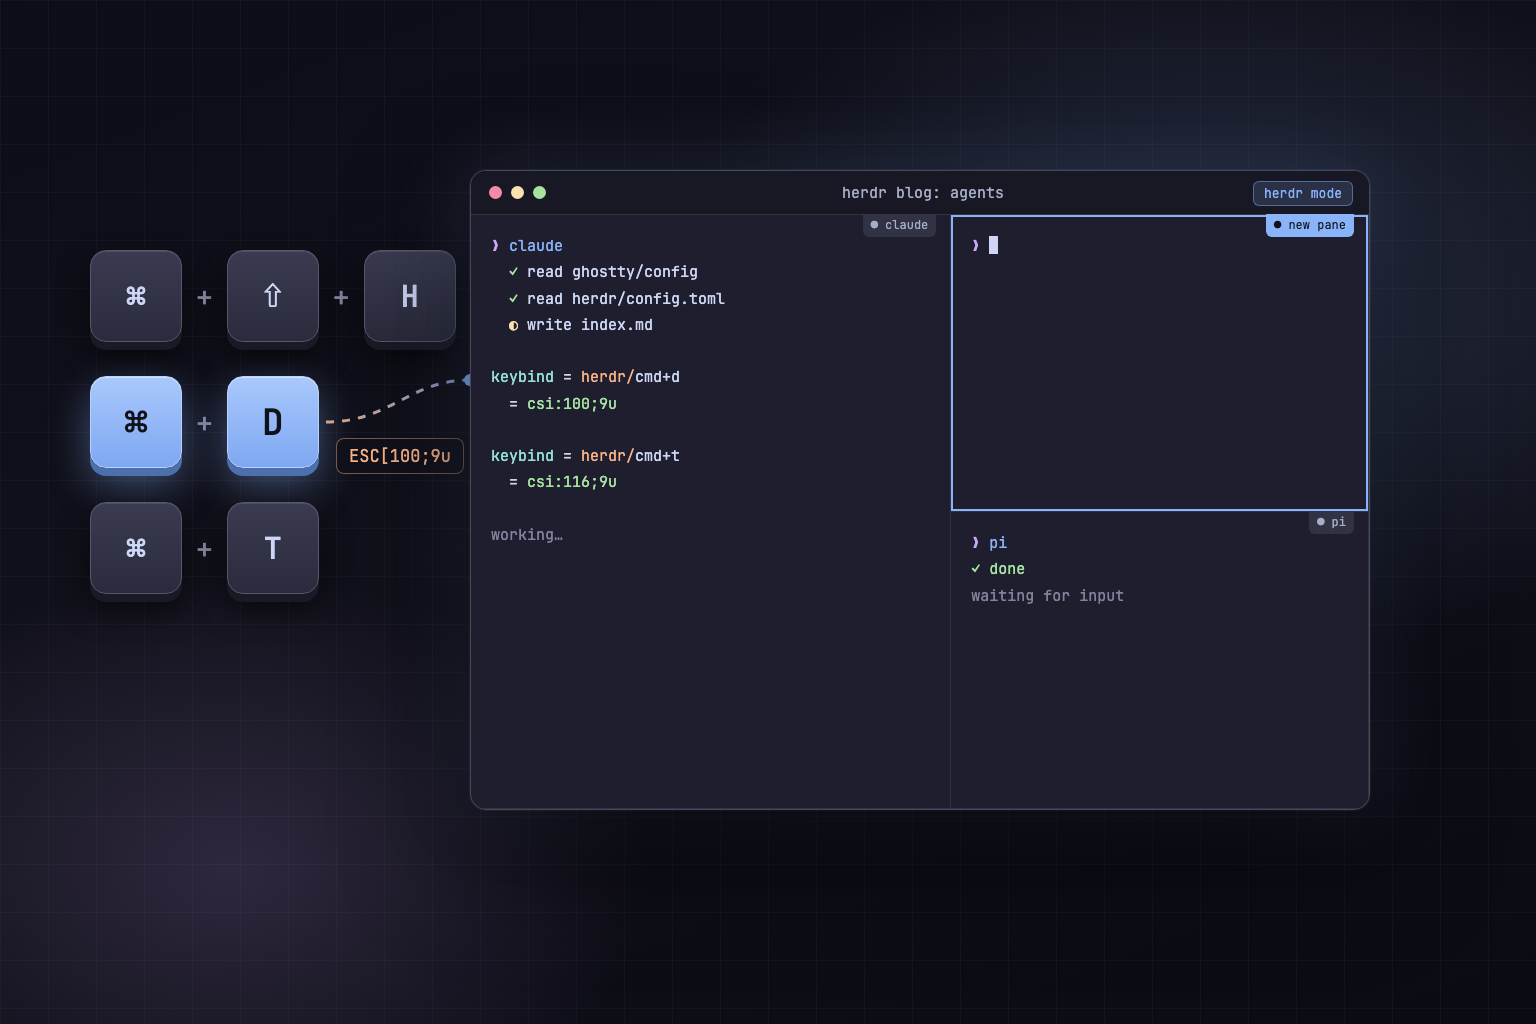 ⌘ + ⇧ + H
⌘ + D
ESC[100;9u
⌘ + T
herdr blog: agents
herdr mode
claude
❱ claude
✓ read ghostty/config
✓ read herdr/config.toml
◐ write index.md
keybind = herdr/cmd+d
= csi:100;9u
keybind = herdr/cmd+t
= csi:116;9u
working…
new pane
❱
pi
❱ pi
✓ done
waiting for input